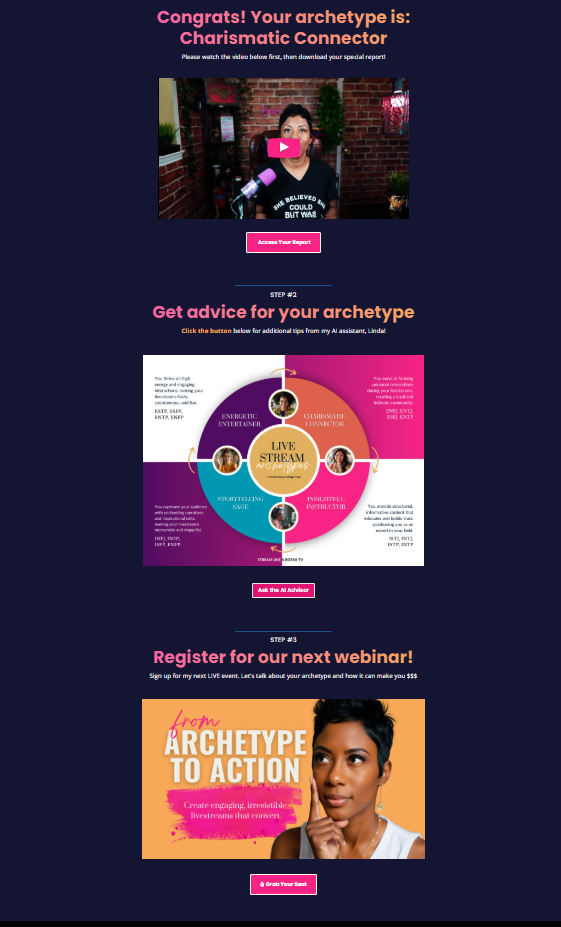 Congrats! Your archetype is:
Charismatic Connector
Please watch the video below first, then download your special report!
SHE BELIEVED SHE
COULD
BUT WAS
Access Your Report
STEP #2
Get advice for your archetype
Click the button below for additional tips from my AI assistant, Linda!
You thrive on high
energy and engaging
interactions, making your
livestreams lively,
spontaneous, and fun.
ESTP, ESFP,
ENTP, ENFP
You excel at forming
personal connections
during your livestreams,
creating a loyal and
intimate community.
ENFJ, ENTJ,
ESFJ, ENTP
ENERGETIC
ENTERTAINER
CHARISMATIC
CONNECTOR
LIVE
STREAM
archetypes
STORYTELLING
SAGE
INSIGHTFUL
INSTRUCTOR
You captivate your audience
with enchanting narratives
and inspirational talks,
making your livestreams
memorable and impactful.
INFJ, INFP,
ISFP, ENFP
You provide structured,
informative content that
educates and builds trust,
positioning you as an
expert in your field.
ISTJ, INTJ,
ISTP, ENTP
STREAM LIKE A BOSS® TV
Ask the AI Advisor
STEP #3
Register for our next webinar!
Sign up for my next LIVE event. Let's talk about your archetype and how it can make you $$$
from
ARCHETYPE
TO ACTION
Create engaging, irresistible
livestreams that convert.
Grab Your Seat